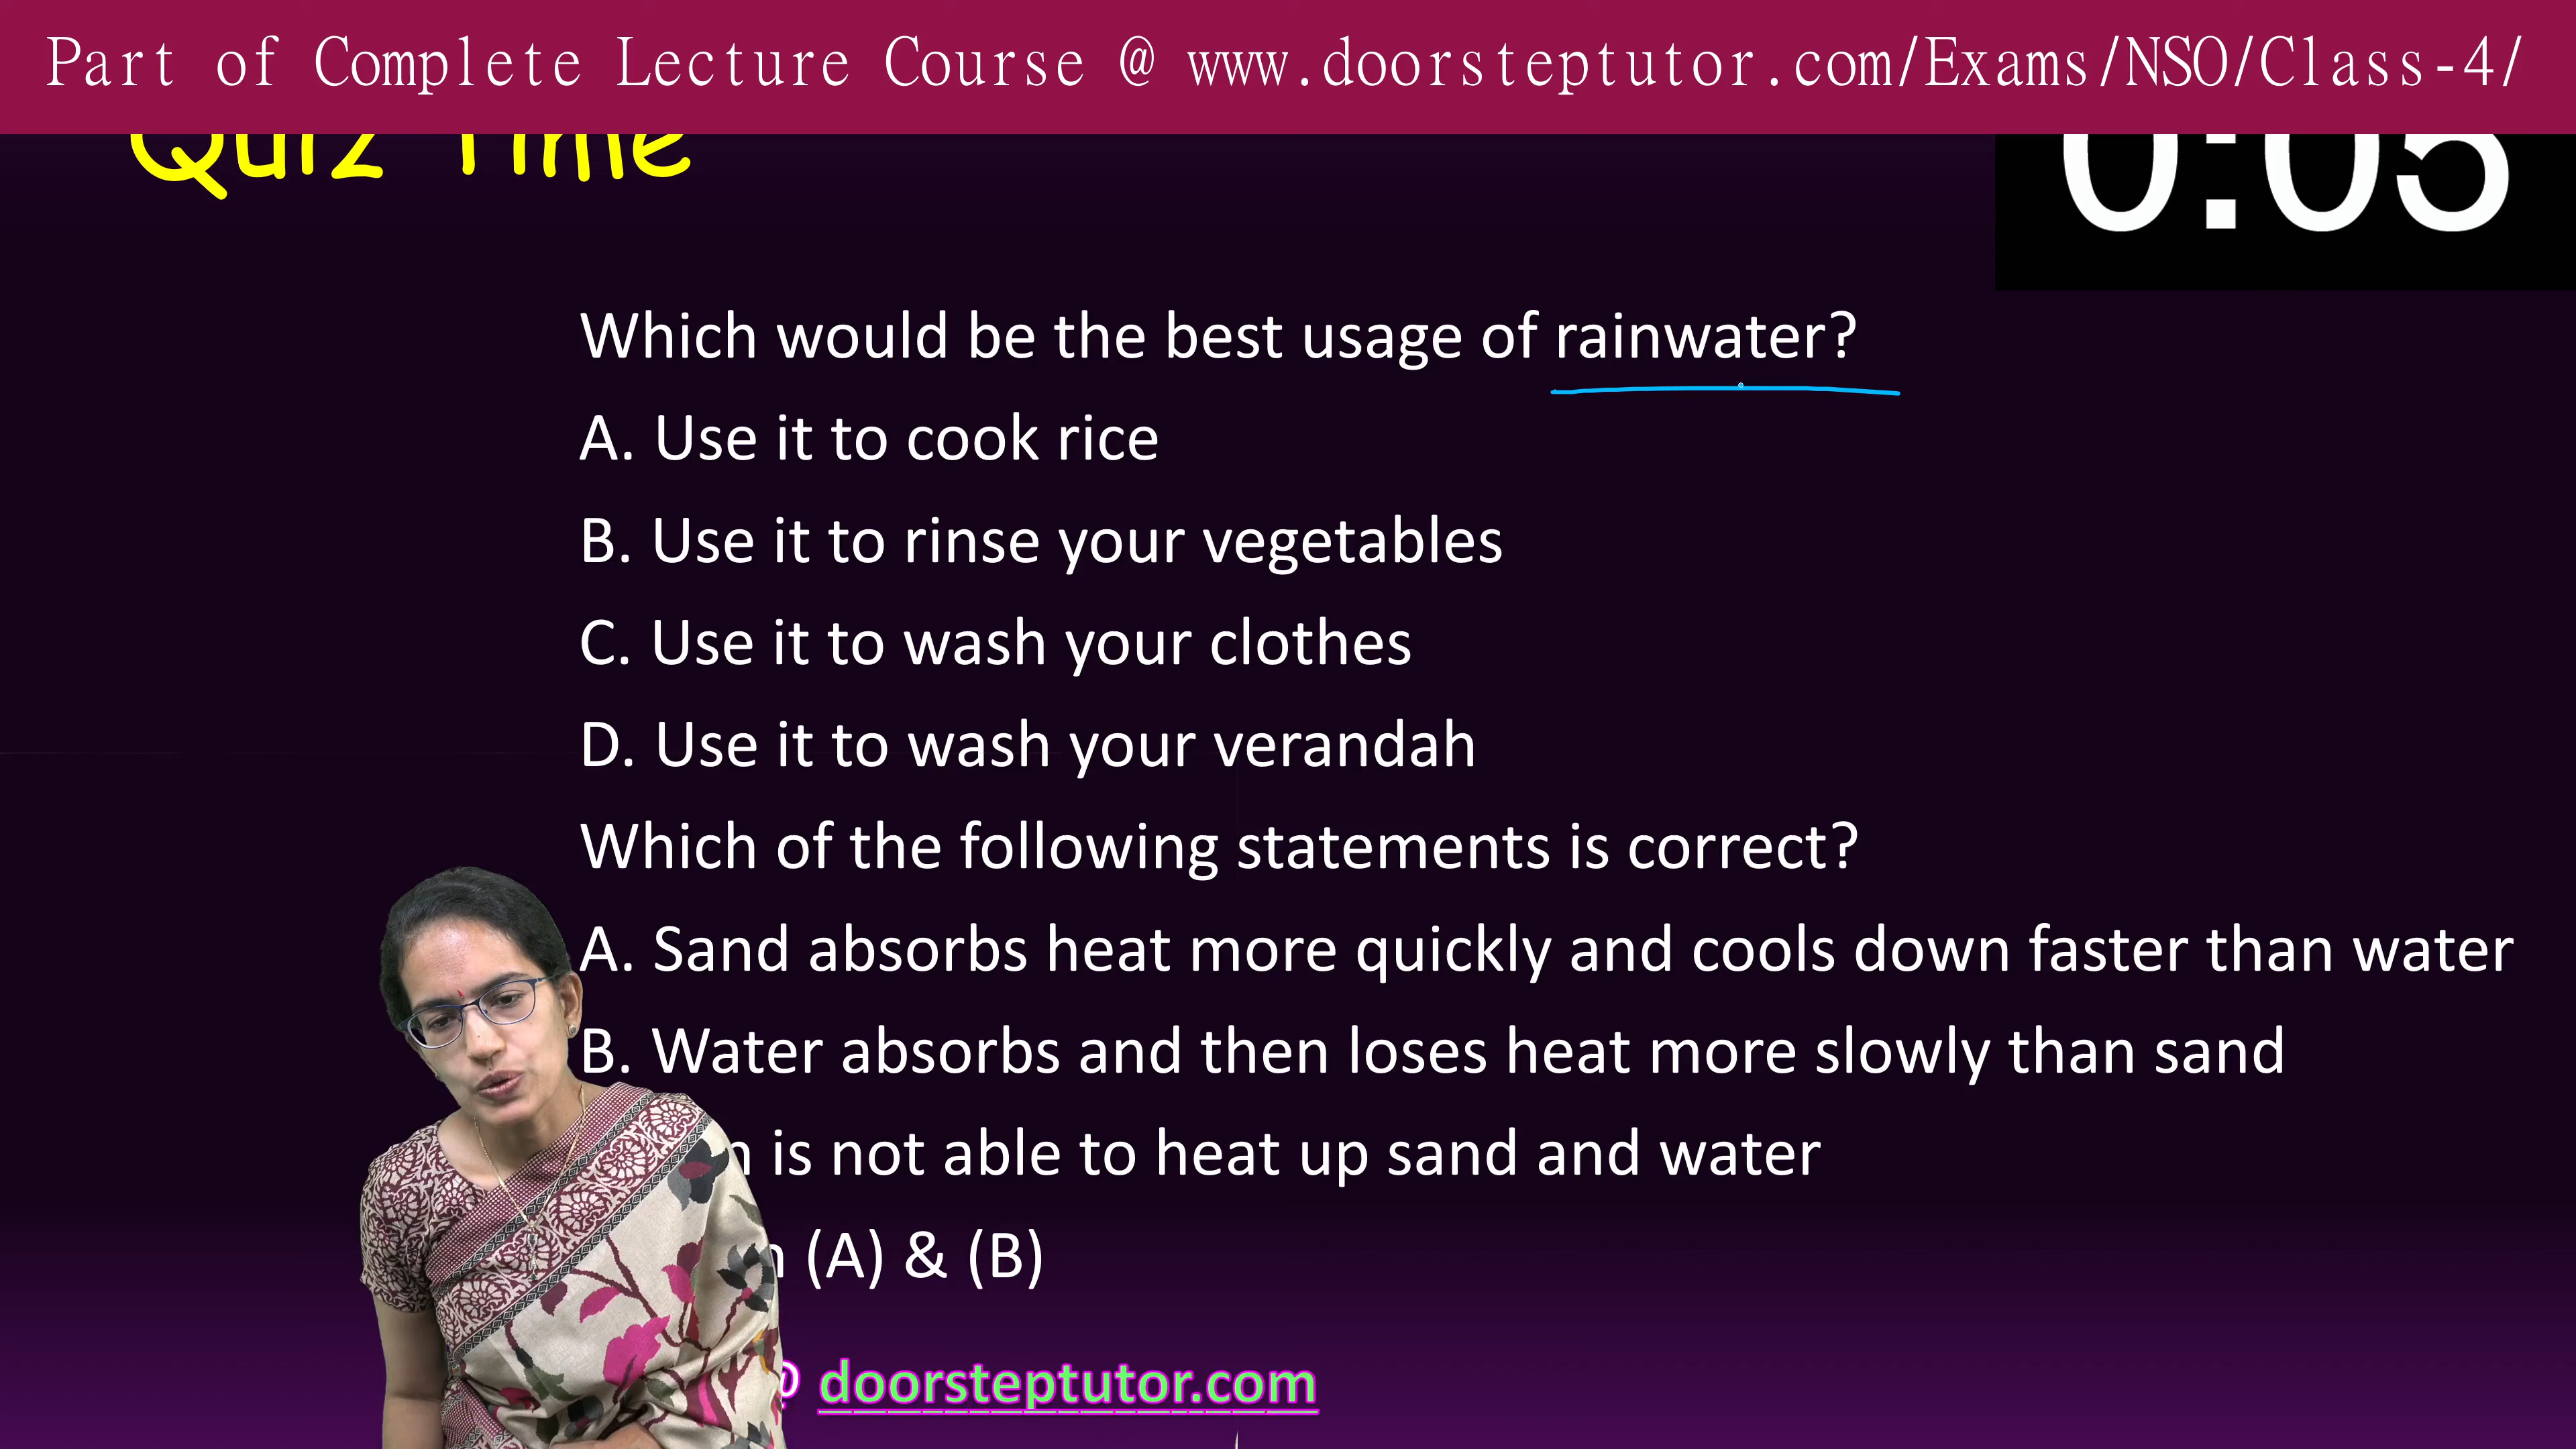 Part of Complete Lecture Course @ www.doorsteptutor.com/Exams/NSO/Class-4/
Quiz Time
0:05
Which would be the best usage of rainwater?
A. Use it to cook rice
B. Use it to rinse your vegetables
C. Use it to wash your clothes
D. Use it to wash your verandah
Which of the following statements is correct?
A. Sand absorbs heat more quickly and cools down faster than water
B. Water absorbs and then loses heat more slowly than sand
is not able to heat up sand and water
(A) & (B)
@ doorsteptutor.com